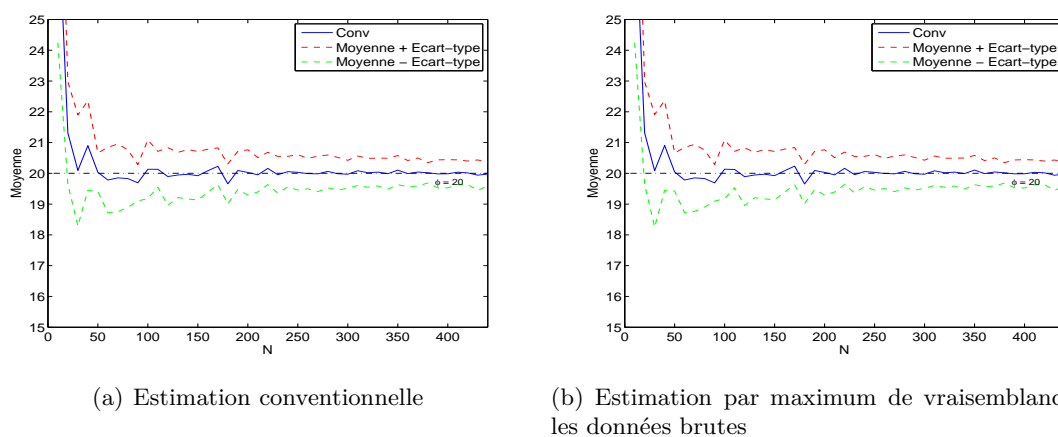 25
24
23
22
21
20
19
18
17
16
15
Moyenne
0 50 100 150 200 250 300 350 400
N
Conv
Moyenne + Ecart-type
Moyenne - Ecart-type
ϕ = 20
25
24
23
22
21
20
19
18
17
16
15
Moyenne
0 50 100 150 200 250 300 350 400
N
Conv
Moyenne + Ecart-type
Moyenne - Ecart-type
ϕ = 20
(a) Estimation conventionnelle
(b) Estimation par maximum de vraisemblanc
les données brutes